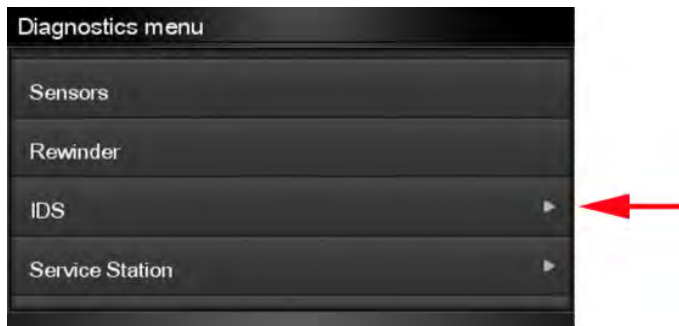 Diagnostics menu
Sensors
Rewinder
IDS
Service Station